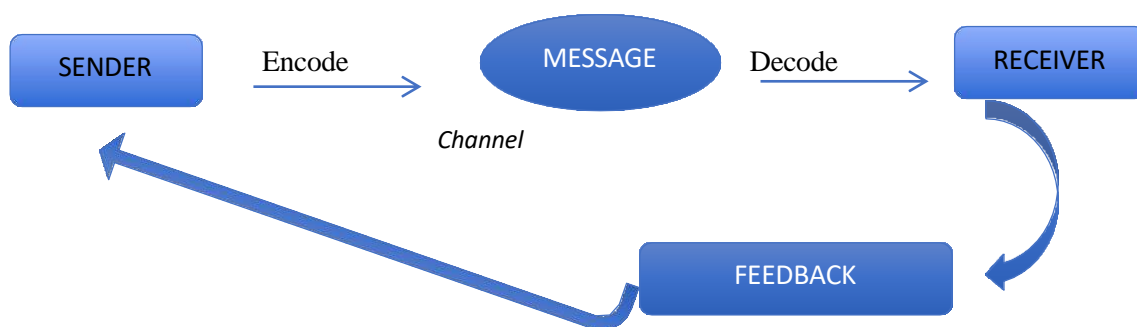 SENDER
Encode
MESSAGE
Decode
RECEIVER
Channel
FEEDBACK